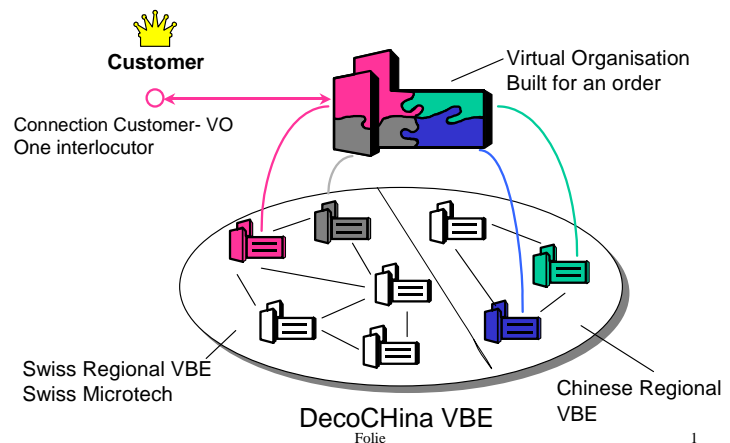 Customer
Virtual Organisation
Built for an order
Connection Customer- VO
One interlocutor
Swiss Regional VBE
Swiss Microtech
Chinese Regional
VBE
DecoCHina VBE
Folie
1